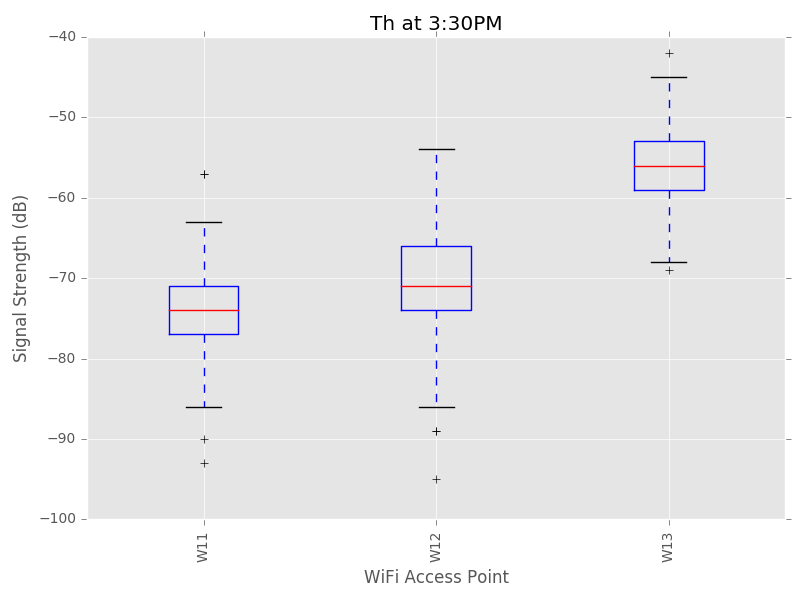 Th at 3:30PM
−40
−50
−60
−70
−80
−90
−100
Signal Strength (dB)
W11
W12
W13
WiFi Access Point